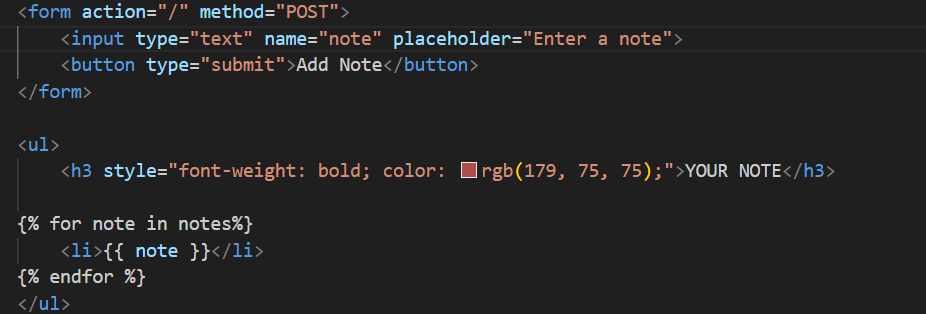 <form action="/" method="POST">
<input type="text" name="note" placeholder="Enter a note">
<button type="submit">Add Note</button>
</form>
<ul>
<h3 style="font-weight: bold; color: rgb(179, 75, 75);">YOUR NOTE</h3>
{% for note in notes%}
<li>{{ note }}</li>
{% endfor %}
</ul>